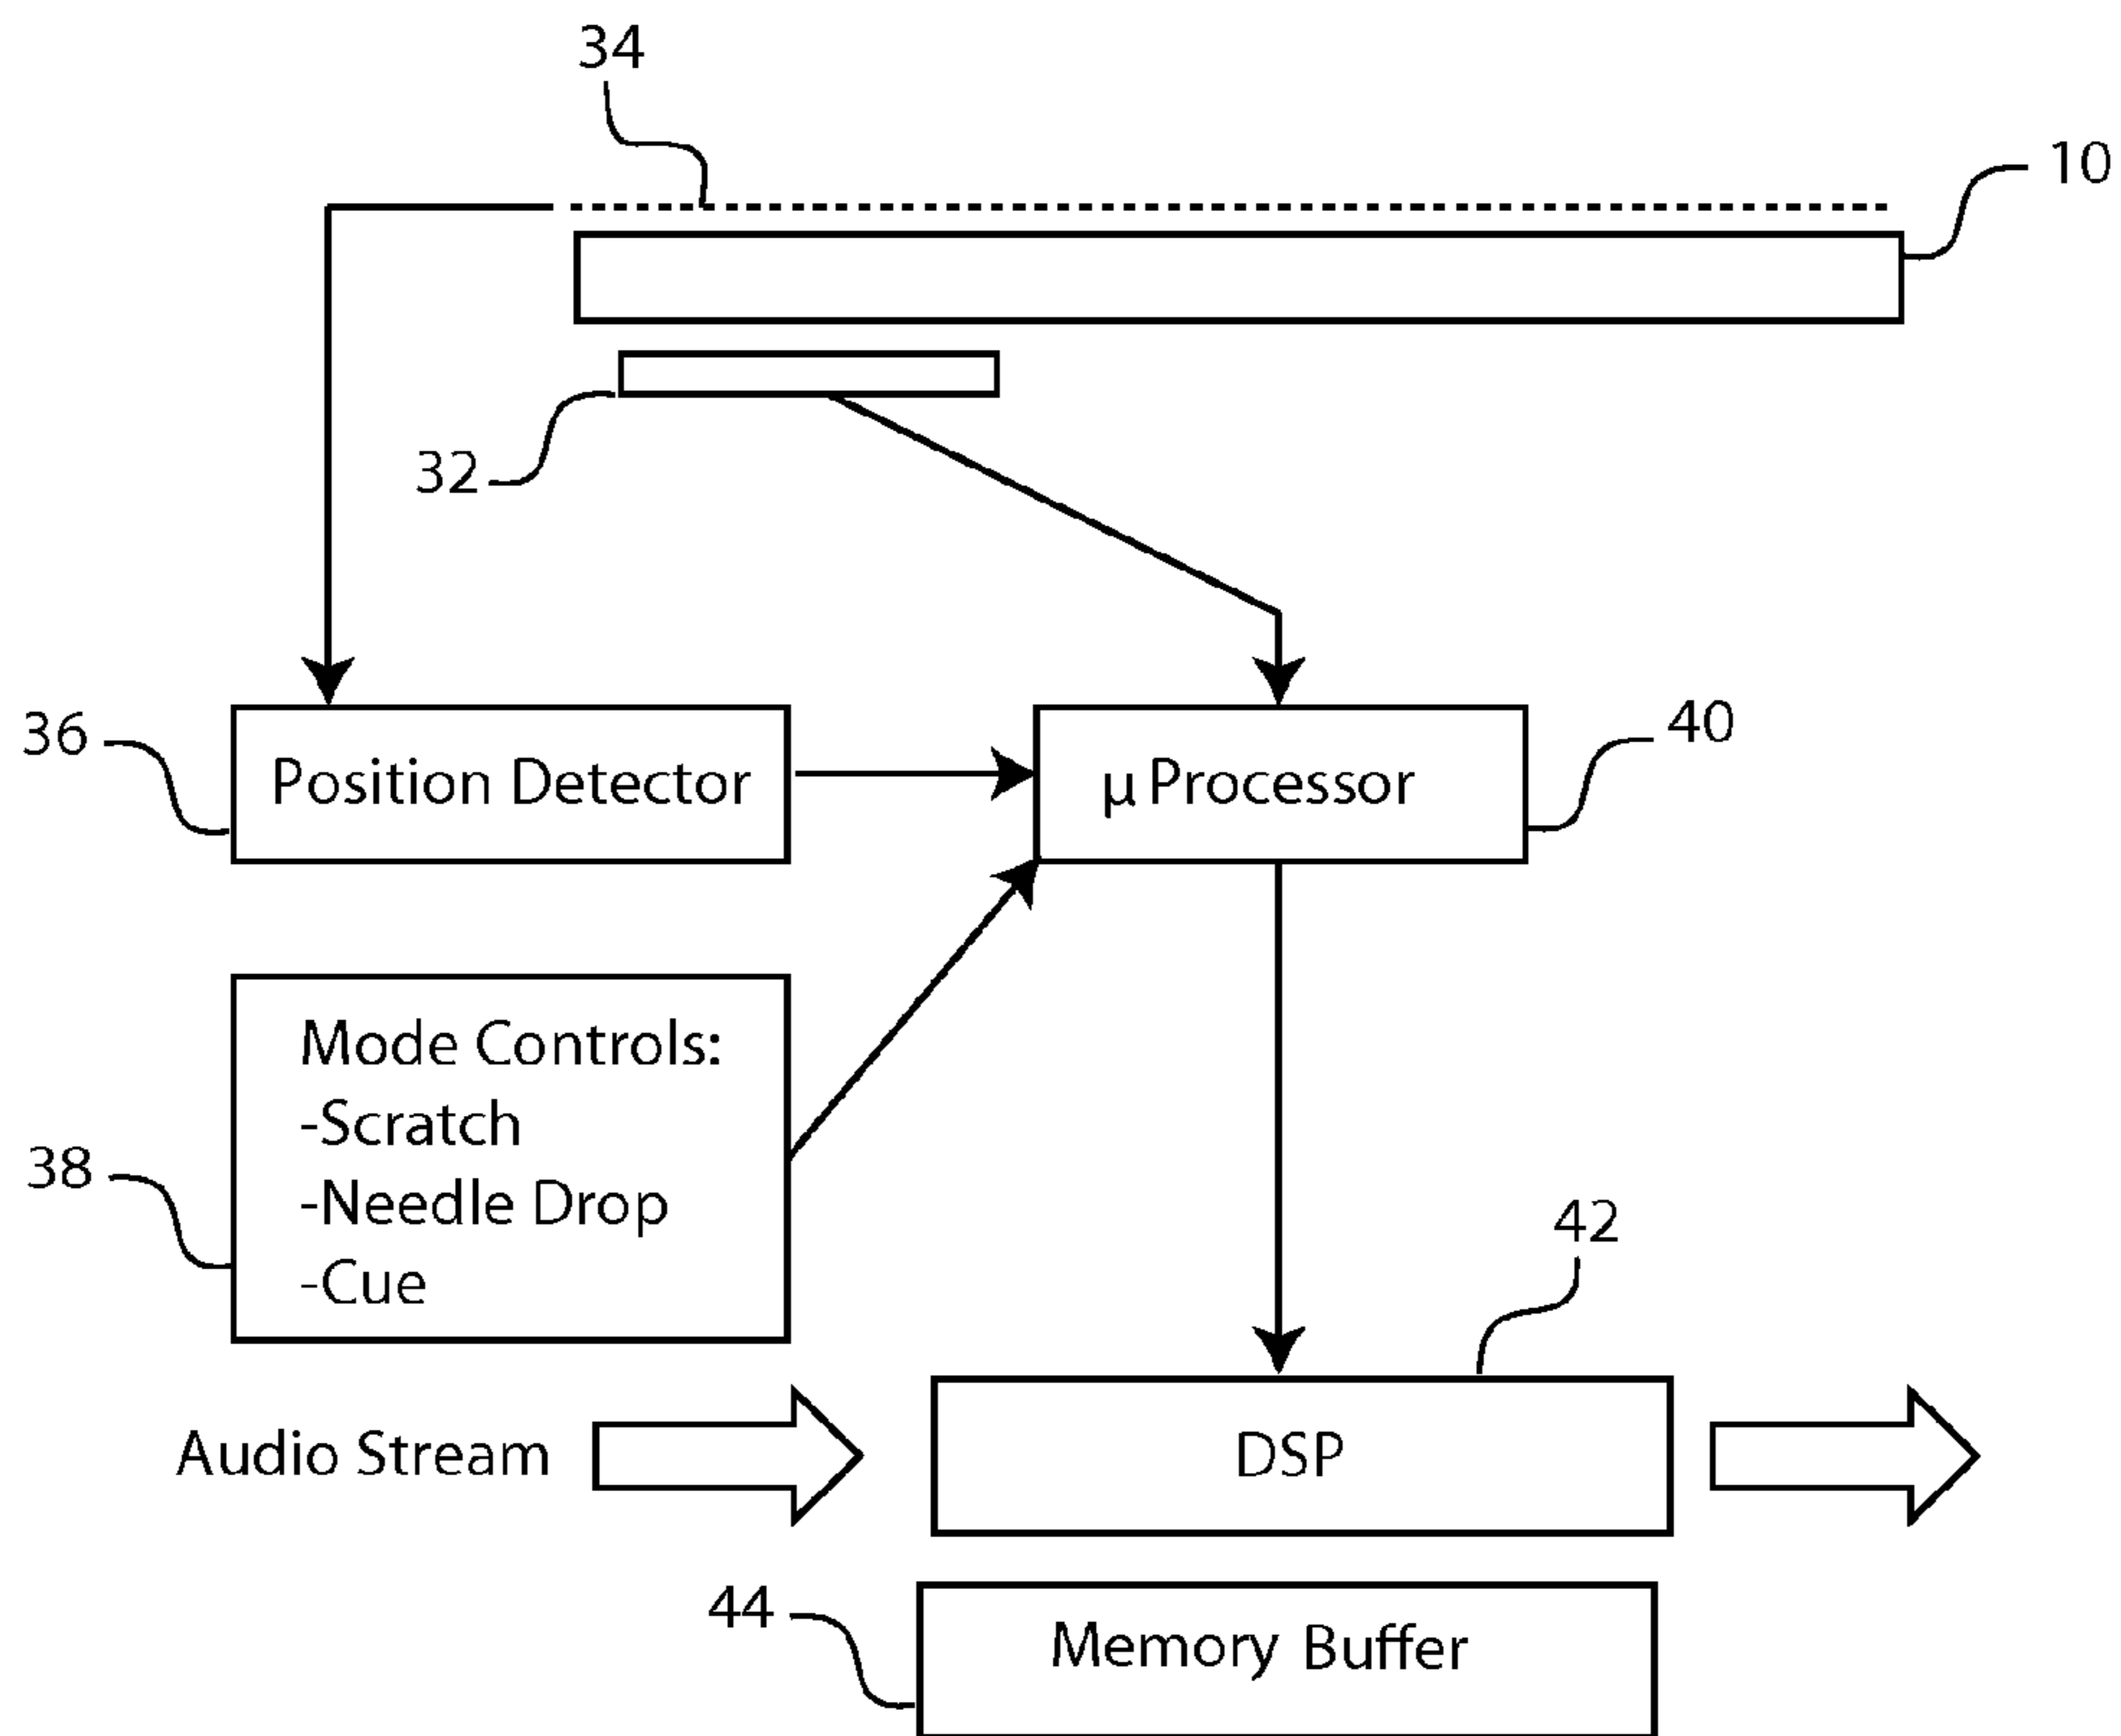 34
10
32
36
Position Detector
µ Processor
40
Mode Controls:
-Scratch
-Needle Drop
-Cue
38
42
Audio Stream
DSP
44
Memory Buffer